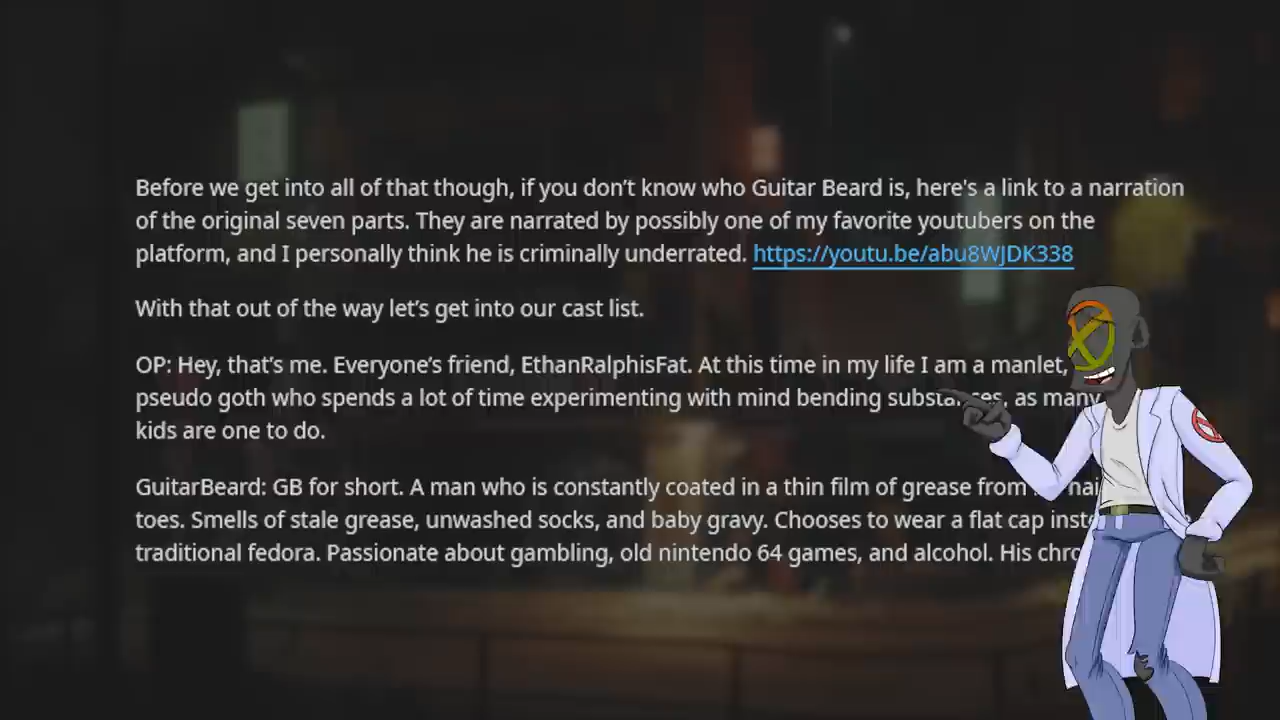 Before we get into all of that though, if you don’t know who Guitar Beard is, here's a link to a narration
of the original seven parts. They are narrated by possibly one of my favorite youtubers on the
platform, and I personally think he is criminally underrated. https://youtu.be/abu8WJDK338
With that out of the way let’s get into our cast list.
OP: Hey, that’s me. Everyone’s friend, EthanRalphisFat. At this time in my life I am a manlet,
pseudo goth who spends a lot of time experimenting with mind bending substances, as many
kids are one to do.
GuitarBeard: GB for short. A man who is constantly coated in a thin film of grease from
toes. Smells of stale grease, unwashed socks, and baby gravy. Chooses to wear a flat cap
traditional fedora. Passionate about gambling, old nintendo 64 games, and alcohol. His